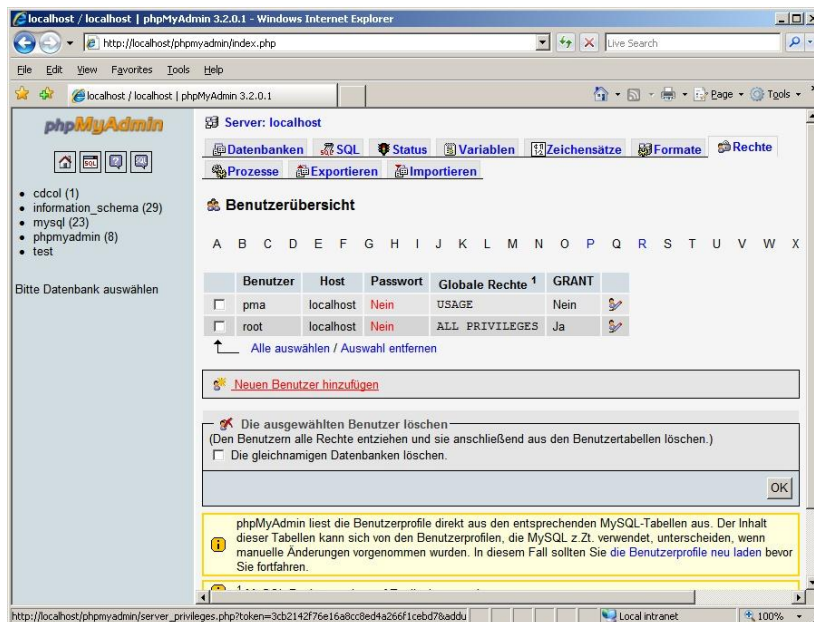 localhost / localhost | phpMyAdmin 3.2.0.1 - Windows Internet Explorer
http://localhost/phpmyadmin/index.php
Live Search
File Edit View Favorites Tools Help
localhost / localhost | phpMyAdmin 3.2.0.1
Page Tools
phpMyAdmin
SQL
cdcol (1)
information_schema (29)
mysql (23)
phpmyadmin (8)
test
Bitte Datenbank auswählen
Server: localhost
Datenbanken SQL Status Variablen Zeichensätze Formate Rechte
Prozesse Exportieren Importieren
Benutzerübersicht
A B C D E F G H I J K L M N O P Q R S T U V W X
Benutzer Host Passwort Globale Rechte 1 GRANT
pma localhost Nein USAGE Nein
root localhost Nein ALL PRIVILEGES Ja
Alle auswählen / Auswahl entfernen
Neuen Benutzer hinzufügen
Die ausgewählten Benutzer löschen
(Den Benutzern alle Rechte entziehen und sie anschließend aus den Benutzertabellen löschen.)
Die gleichnamigen Datenbanken löschen.
OK
phpMyAdmin liest die Benutzerprofile direkt aus den entsprechenden MySQL-Tabellen aus. Der Inhalt
dieser Tabellen kann sich von den Benutzerprofilen, die MySQL z.Zt. verwendet, unterscheiden, wenn
manuelle Änderungen vorgenommen wurden. In diesem Fall sollten Sie die Benutzerprofile neu laden bevor
Sie fortfahren.
http://localhost/phpmyadmin/server_privileges.php?token=3cb2142f76e16a8cc8ed4a266f1cebd7&addu
Local intranet
100%